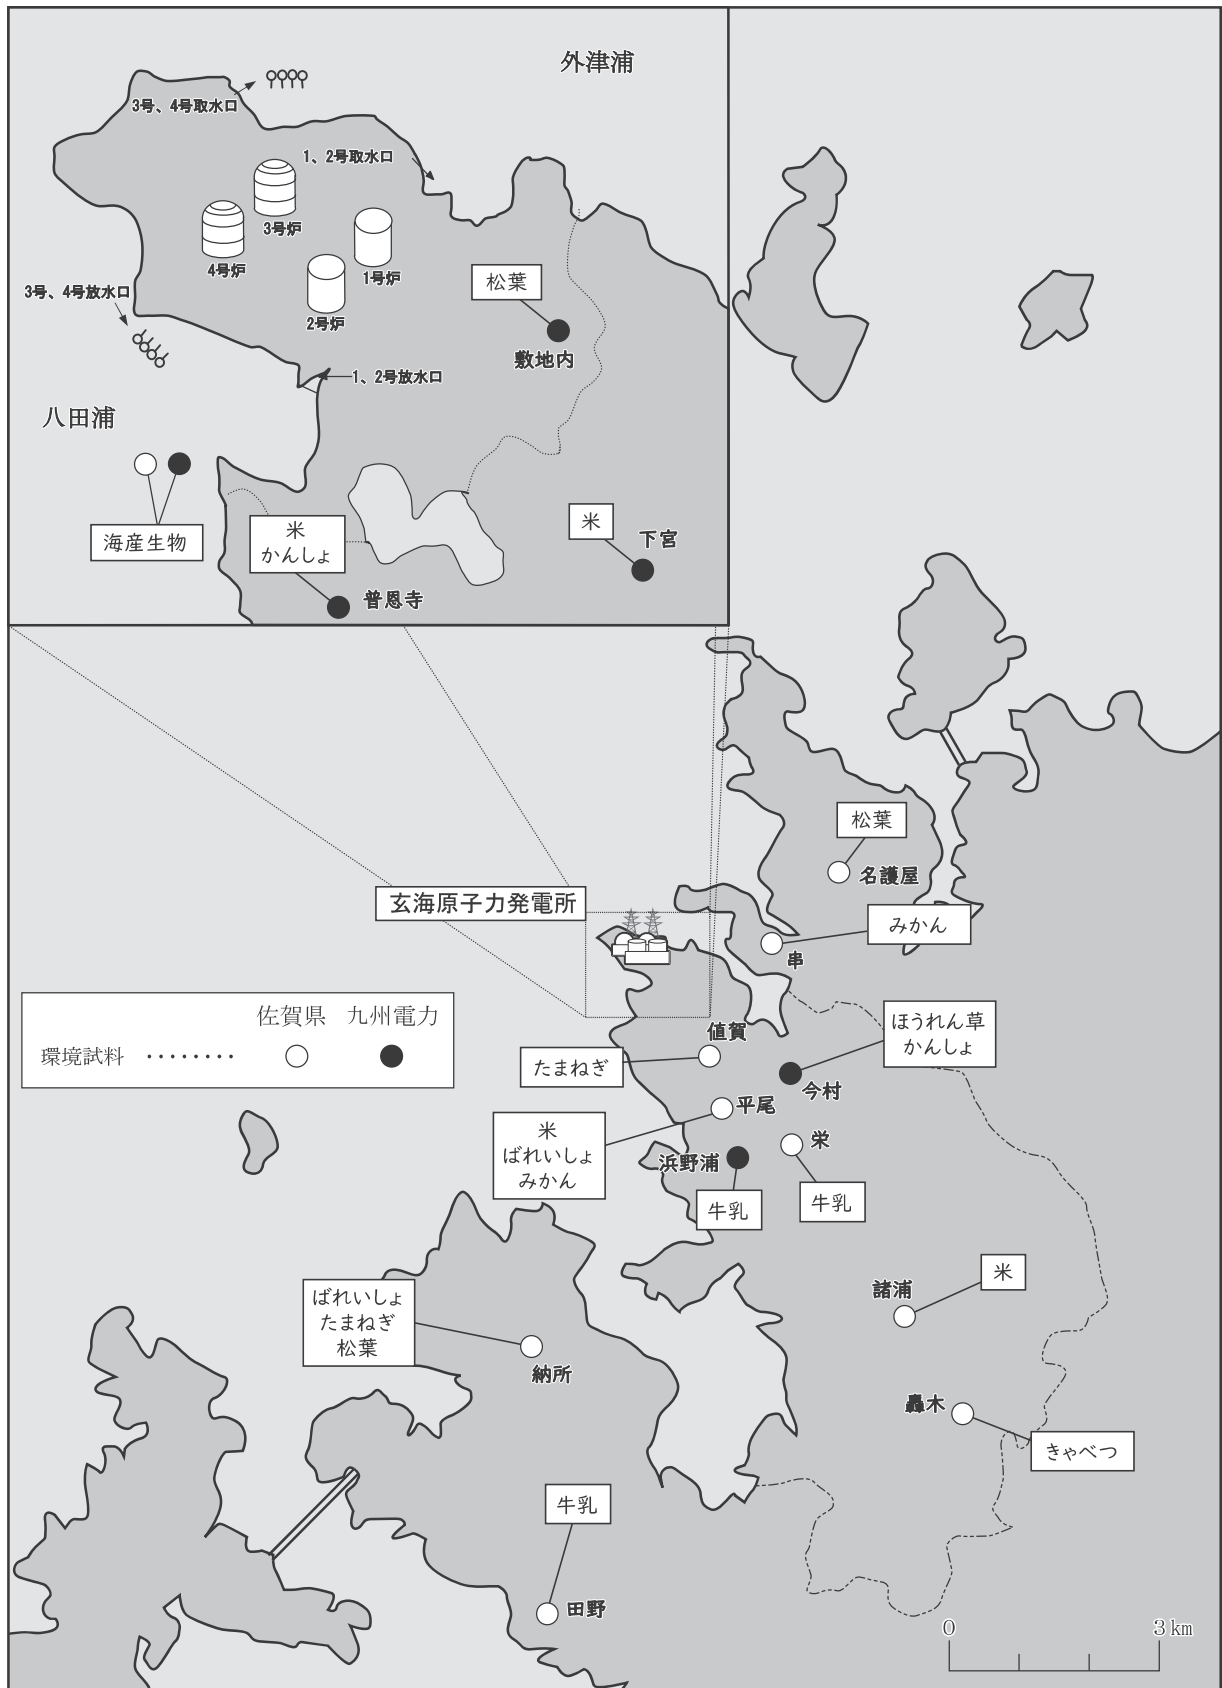 外津浦
3号、4号取水口
1、2号取水口
3号炉
4号炉
1号炉
2号炉
松葉
敷地内
3号、4号放水口
1、2号放水口
八田浦
海産生物
米
かんしょ
普恩寺
米
下宮
松葉
名護屋
玄海原子力発電所
みかん
串
佐賀県 九州電力
環境試料 ・・・・・・・・
値賀
たまねぎ
ほうれん草
かんしょ
今村
平尾
米
ばれいしょ
みかん
栄
浜野浦
牛乳
牛乳
諸浦
米
ばれいしょ
たまねぎ
松葉
納所
轟木
きゃべつ
牛乳
田野
0 3km